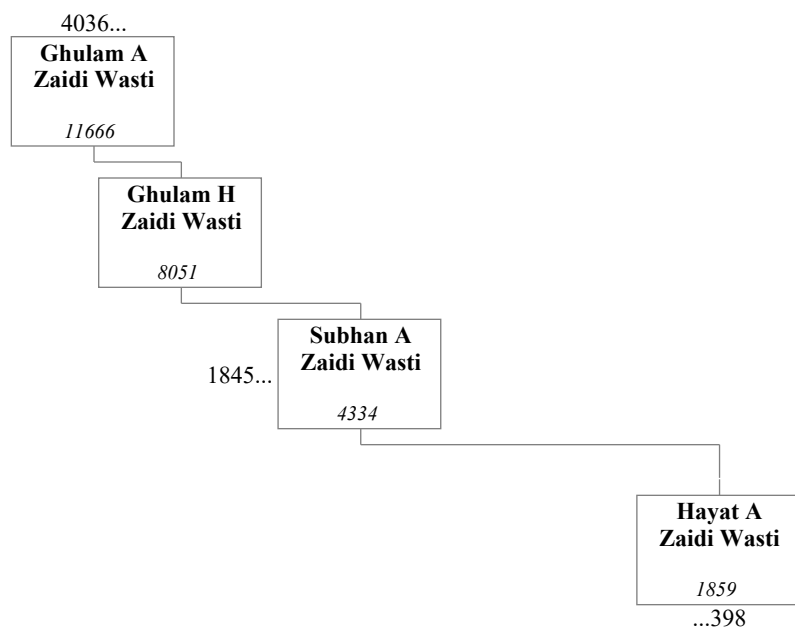 4036...
Ghulam A
Zaidi Wasti
11666
Ghulam H
Zaidi Wasti
8051
Subhan A
Zaidi Wasti
1845...
4334
Hayat A
Zaidi Wasti
1859
...398